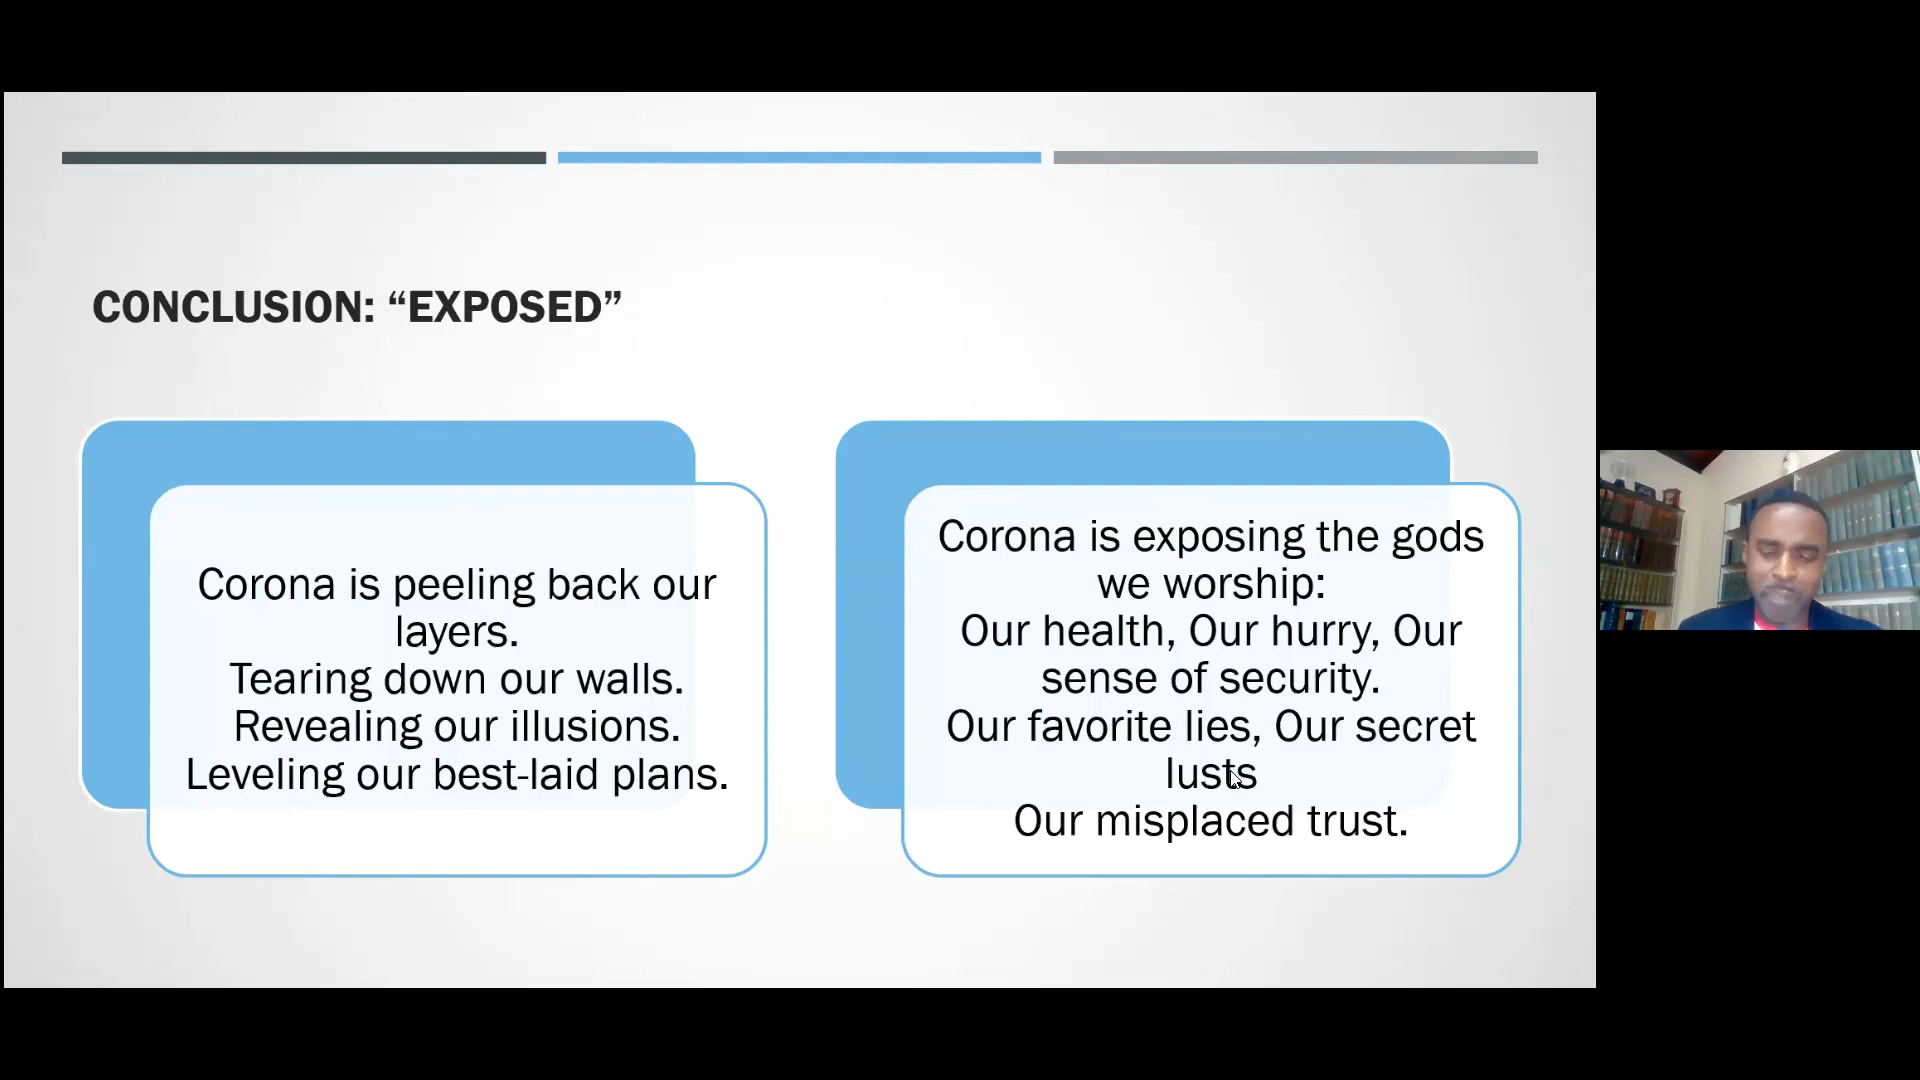 CONCLUSION: “EXPOSED”
Corona is peeling back our
layers.
Tearing down our walls.
Revealing our illusions.
Leveling our best-laid plans.
Corona is exposing the gods
we worship:
Our health, Our hurry, Our
sense of security.
Our favorite lies, Our secret
lusts
Our misplaced trust.